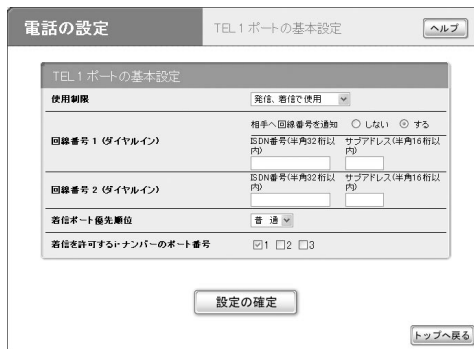 電話の設定
TEL1ポートの基本設定
ヘルプ
TEL1ポートの基本設定
使用制限
発信、着信で使用
相手へ回線番号を通知 しない する
回線番号1(ダイヤルイン)
ISDN番号(半角32桁以内)
サブアドレス(半角16桁以内)
回線番号2(ダイヤルイン)
ISDN番号(半角32桁以内)
サブアドレス(半角16桁以内)
着信ポート優先順位
普通
着信を許可するi・ナンバーのポート番号
1 2 3
設定の確定
トップへ戻る